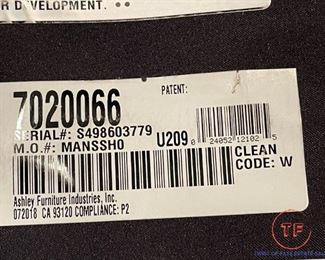 R DEVELOPMENT.
PATENT:
7020066
SERIAL#: S498603779
M.O.#: MANSSHO
U209
0 24052 12102 5
CLEAN
CODE: W
Ashley Furniture Industries, Inc.
072018 CA 93120 COMPLIANCE: P2
TF